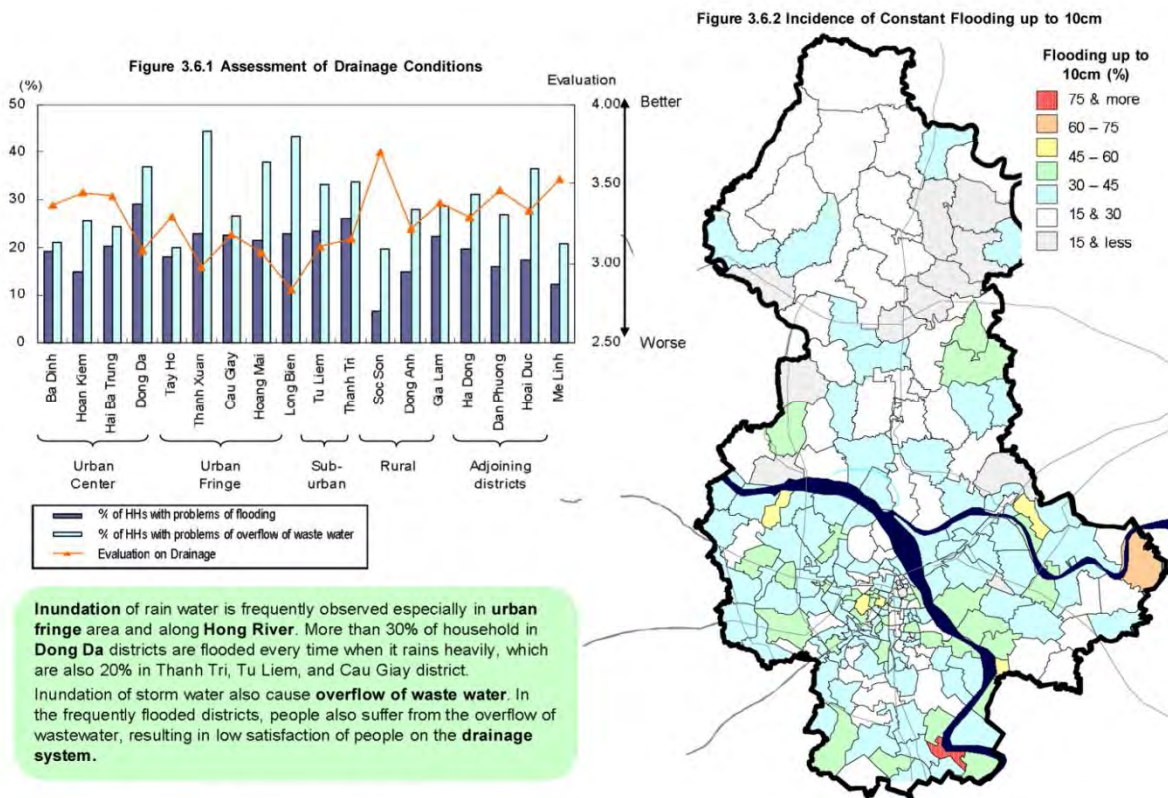 Figure 3.6.1 Assessment of Drainage Conditions
(%)
Evaluation
50
40
30
20
10
0
4.00
3.50
3.00
2.50
Better
Worse
Ba Dinh
Hoan Kiem
Hai Ba Trung
Dong Da
Tay Ho
Thanh Xuan
Cau Giay
Hoang Mai
Long Bien
Tu Liem
Thanh Tri
Soc Son
Dong Anh
Gia Lam
Ha Dong
Dan Phuong
Hoai Duc
Me Linh
Urban
Center
Urban
Fringe
Sub-
urban
Rural
Adjoining
districts
% of HHs with problems of flooding
% of HHs with problems of overflow of waste water
Evaluation on Drainage
Inundation of rain water is frequently observed especially in urban
fringe area and along Hong River. More than 30% of household in
Dong Da districts are flooded every time when it rains heavily, which
are also 20% in Thanh Tri, Tu Liem, and Cau Giay district.
Inundation of storm water also cause overflow of waste water. In
the frequently flooded districts, people also suffer from the overflow of
wastewater, resulting in low satisfaction of people on the drainage
system.
Figure 3.6.2 Incidence of Constant Flooding up to 10cm
Flooding up to
10cm (%)
75 & more
60 – 75
45 – 60
30 – 45
15 & 30
15 & less